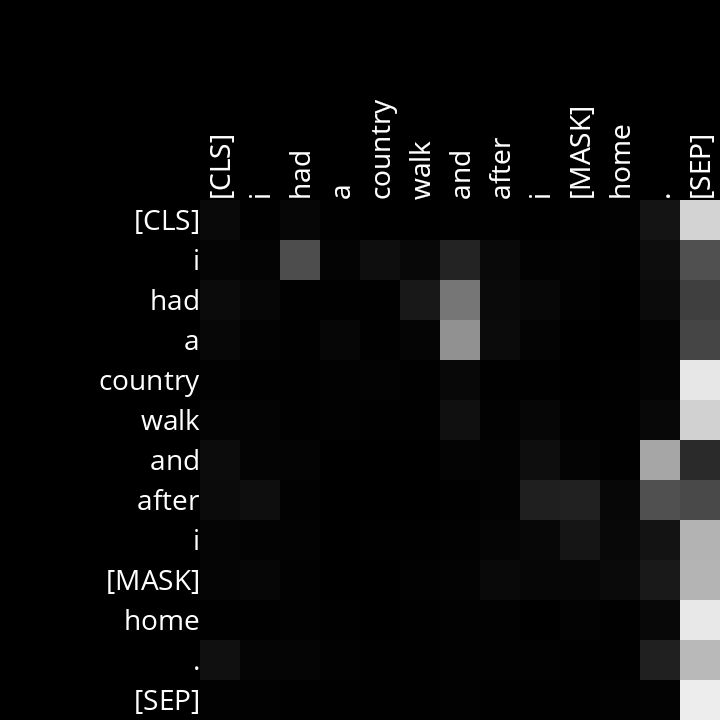 [CLS] i had a country walk and after i [MASK] home . [SEP]
[CLS]
i
had
a
country
walk
and
after
i
[MASK]
home
.
[SEP]